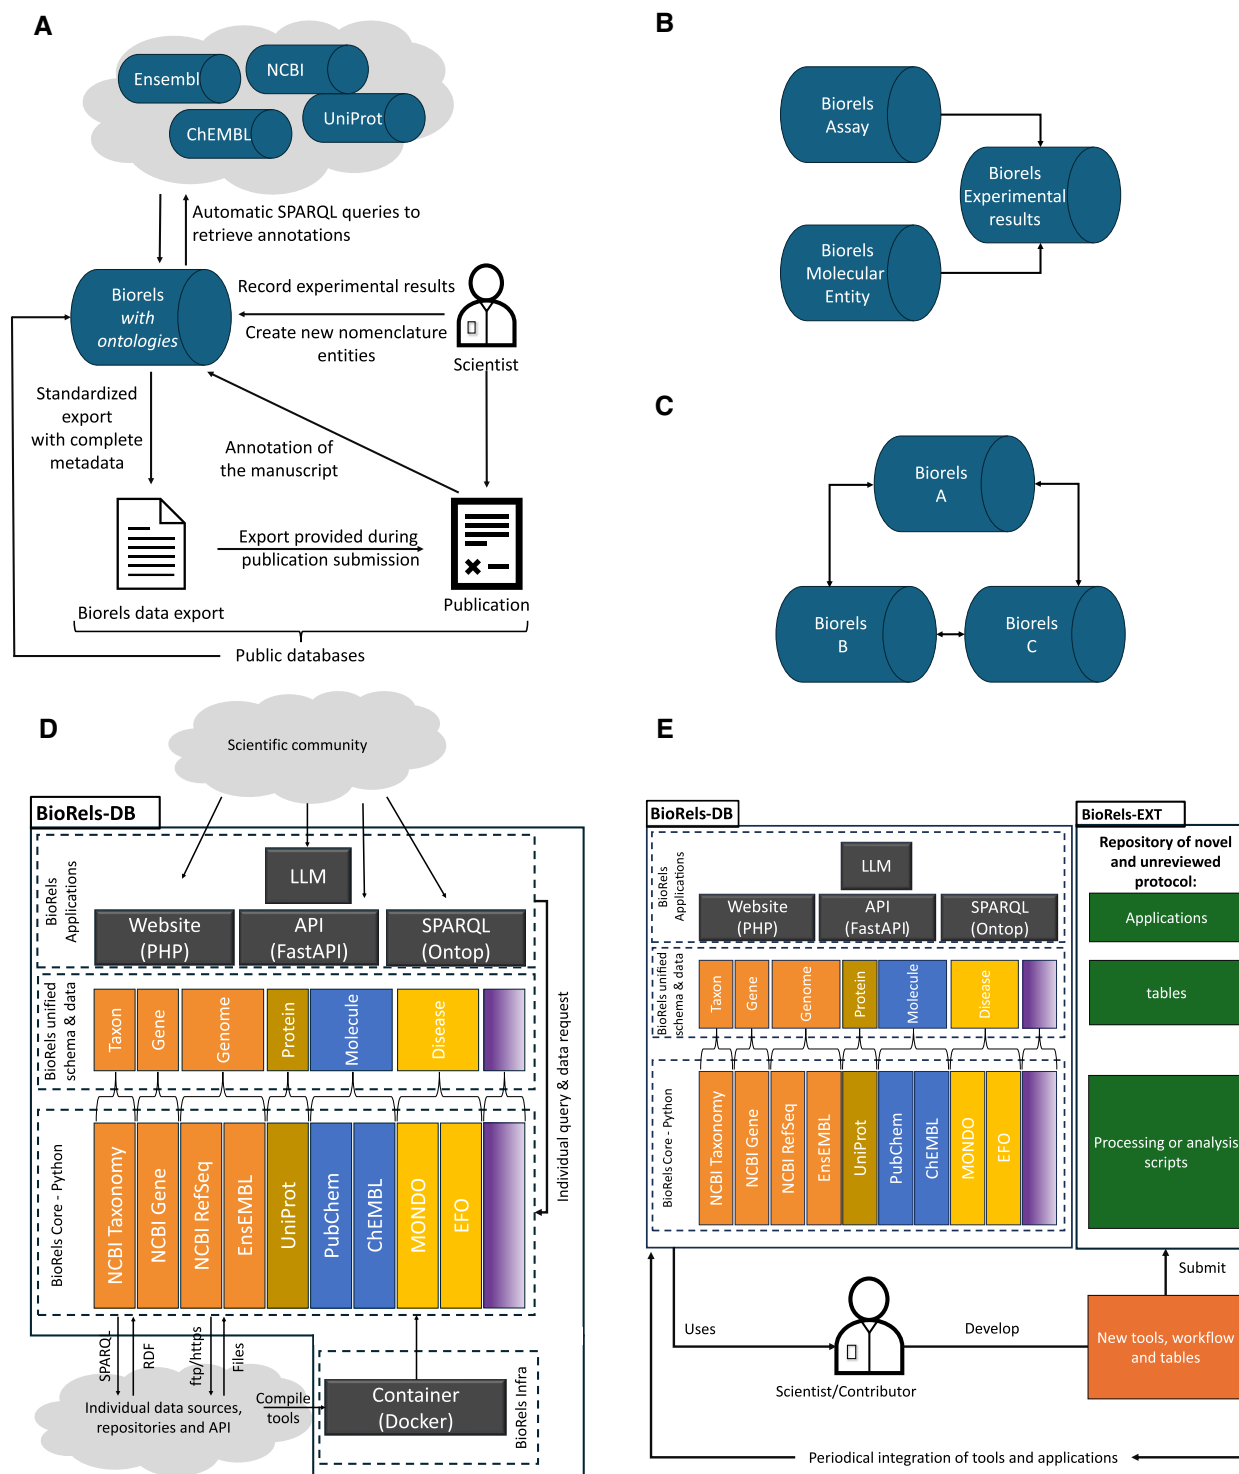 A
Ensembl
NCBI
ChEMBL
UniProt
Automatic SPARQL queries to
retrieve annotations
Biorels
with
ontologies
Record experimental results
Create new nomenclature
entities
Scientist
Standardized
export
with complete
metadata
Annotation of
the manuscript
Export provided during
publication submission
Biorels data export
Publication
Public databases
B
Biorels
Assay
Biorels
Experimental
results
Biorels
Molecular
Entity
C
Biorels
A
Biorels
B
Biorels
C
D
Scientific community
BioRels-DB
BioRels
Applications
LLM
Website
(PHP)
API
(FastAPI)
SPARQL
(Ontop)
BioRels unified
schema & data
Taxon
Gene
Genome
Protein
Molecule
Disease
Individual query & data request
BioRels Core - Python
NCBI Taxonomy
NCBI Gene
NCBI RefSeq
EnsEMBL
UniProt
PubChem
ChEMBL
MONDO
EFO
SPARQL
RDF
ftp/https
Files
Individual data sources,
repositories and API
Compile
tools
Container
(Docker)
BioRels Infra
E
BioRels-DB
BioRels
Applications
LLM
Website
(PHP)
API
(FastAPI)
SPARQL
(Ontop)
BioRels unified
schema & data
Taxon
Gene
Genome
Protein
Molecule
Disease
BioRels Core - Python
NCBI Taxonomy
NCBI Gene
NCBI RefSeq
EnsEMBL
UniProt
PubChem
ChEMBL
MONDO
EFO
BioRels-EXT
Repository of novel
and unreviewed
protocol:
Applications
tables
Processing or analysis
scripts
Submit
Uses
Develop
New tools, workflow
and tables
Scientist/Contributor
Periodical integration of tools and applications